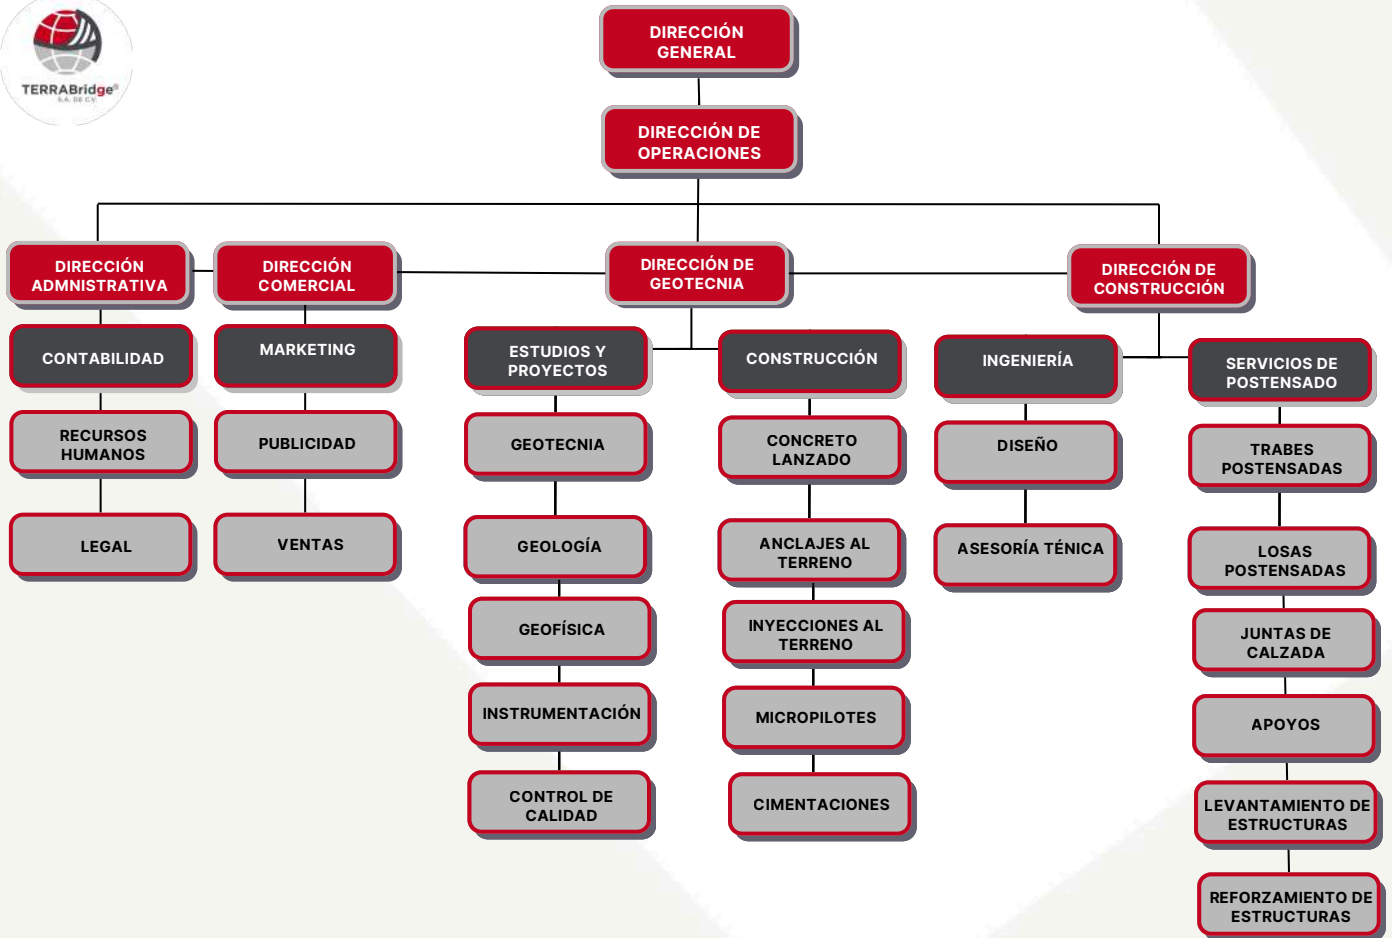 TERRABridge®
S.A. DE C.V.
DIRECCIÓN
GENERAL
DIRECCIÓN DE
OPERACIONES
DIRECCIÓN
ADMNISTRATIVA
DIRECCIÓN
COMERCIAL
DIRECCIÓN DE
GEOTECNIA
DIRECCIÓN DE
CONSTRUCCIÓN
CONTABILIDAD
RECURSOS
HUMANOS
LEGAL
MARKETING
PUBLICIDAD
VENTAS
ESTUDIOS Y
PROYECTOS
GEOTECNIA
GEOLOGÍA
GEOFÍSICA
INSTRUMENTACIÓN
CONTROL DE
CALIDAD
CONSTRUCCIÓN
CONCRETO
LANZADO
ANCLAJES AL
TERRENO
INYECCIONES AL
TERRENO
MICROPILOTES
CIMENTACIONES
INGENIERÍA
DISEÑO
ASESORÍA TÉNICA
SERVICIOS DE
POSTENSADO
TRABES
POSTENSADAS
LOSAS
POSTENSADAS
JUNTAS DE
CALZADA
APOYOS
LEVANTAMIENTO DE
ESTRUCTURAS
REFORZAMIENTO DE
ESTRUCTURAS